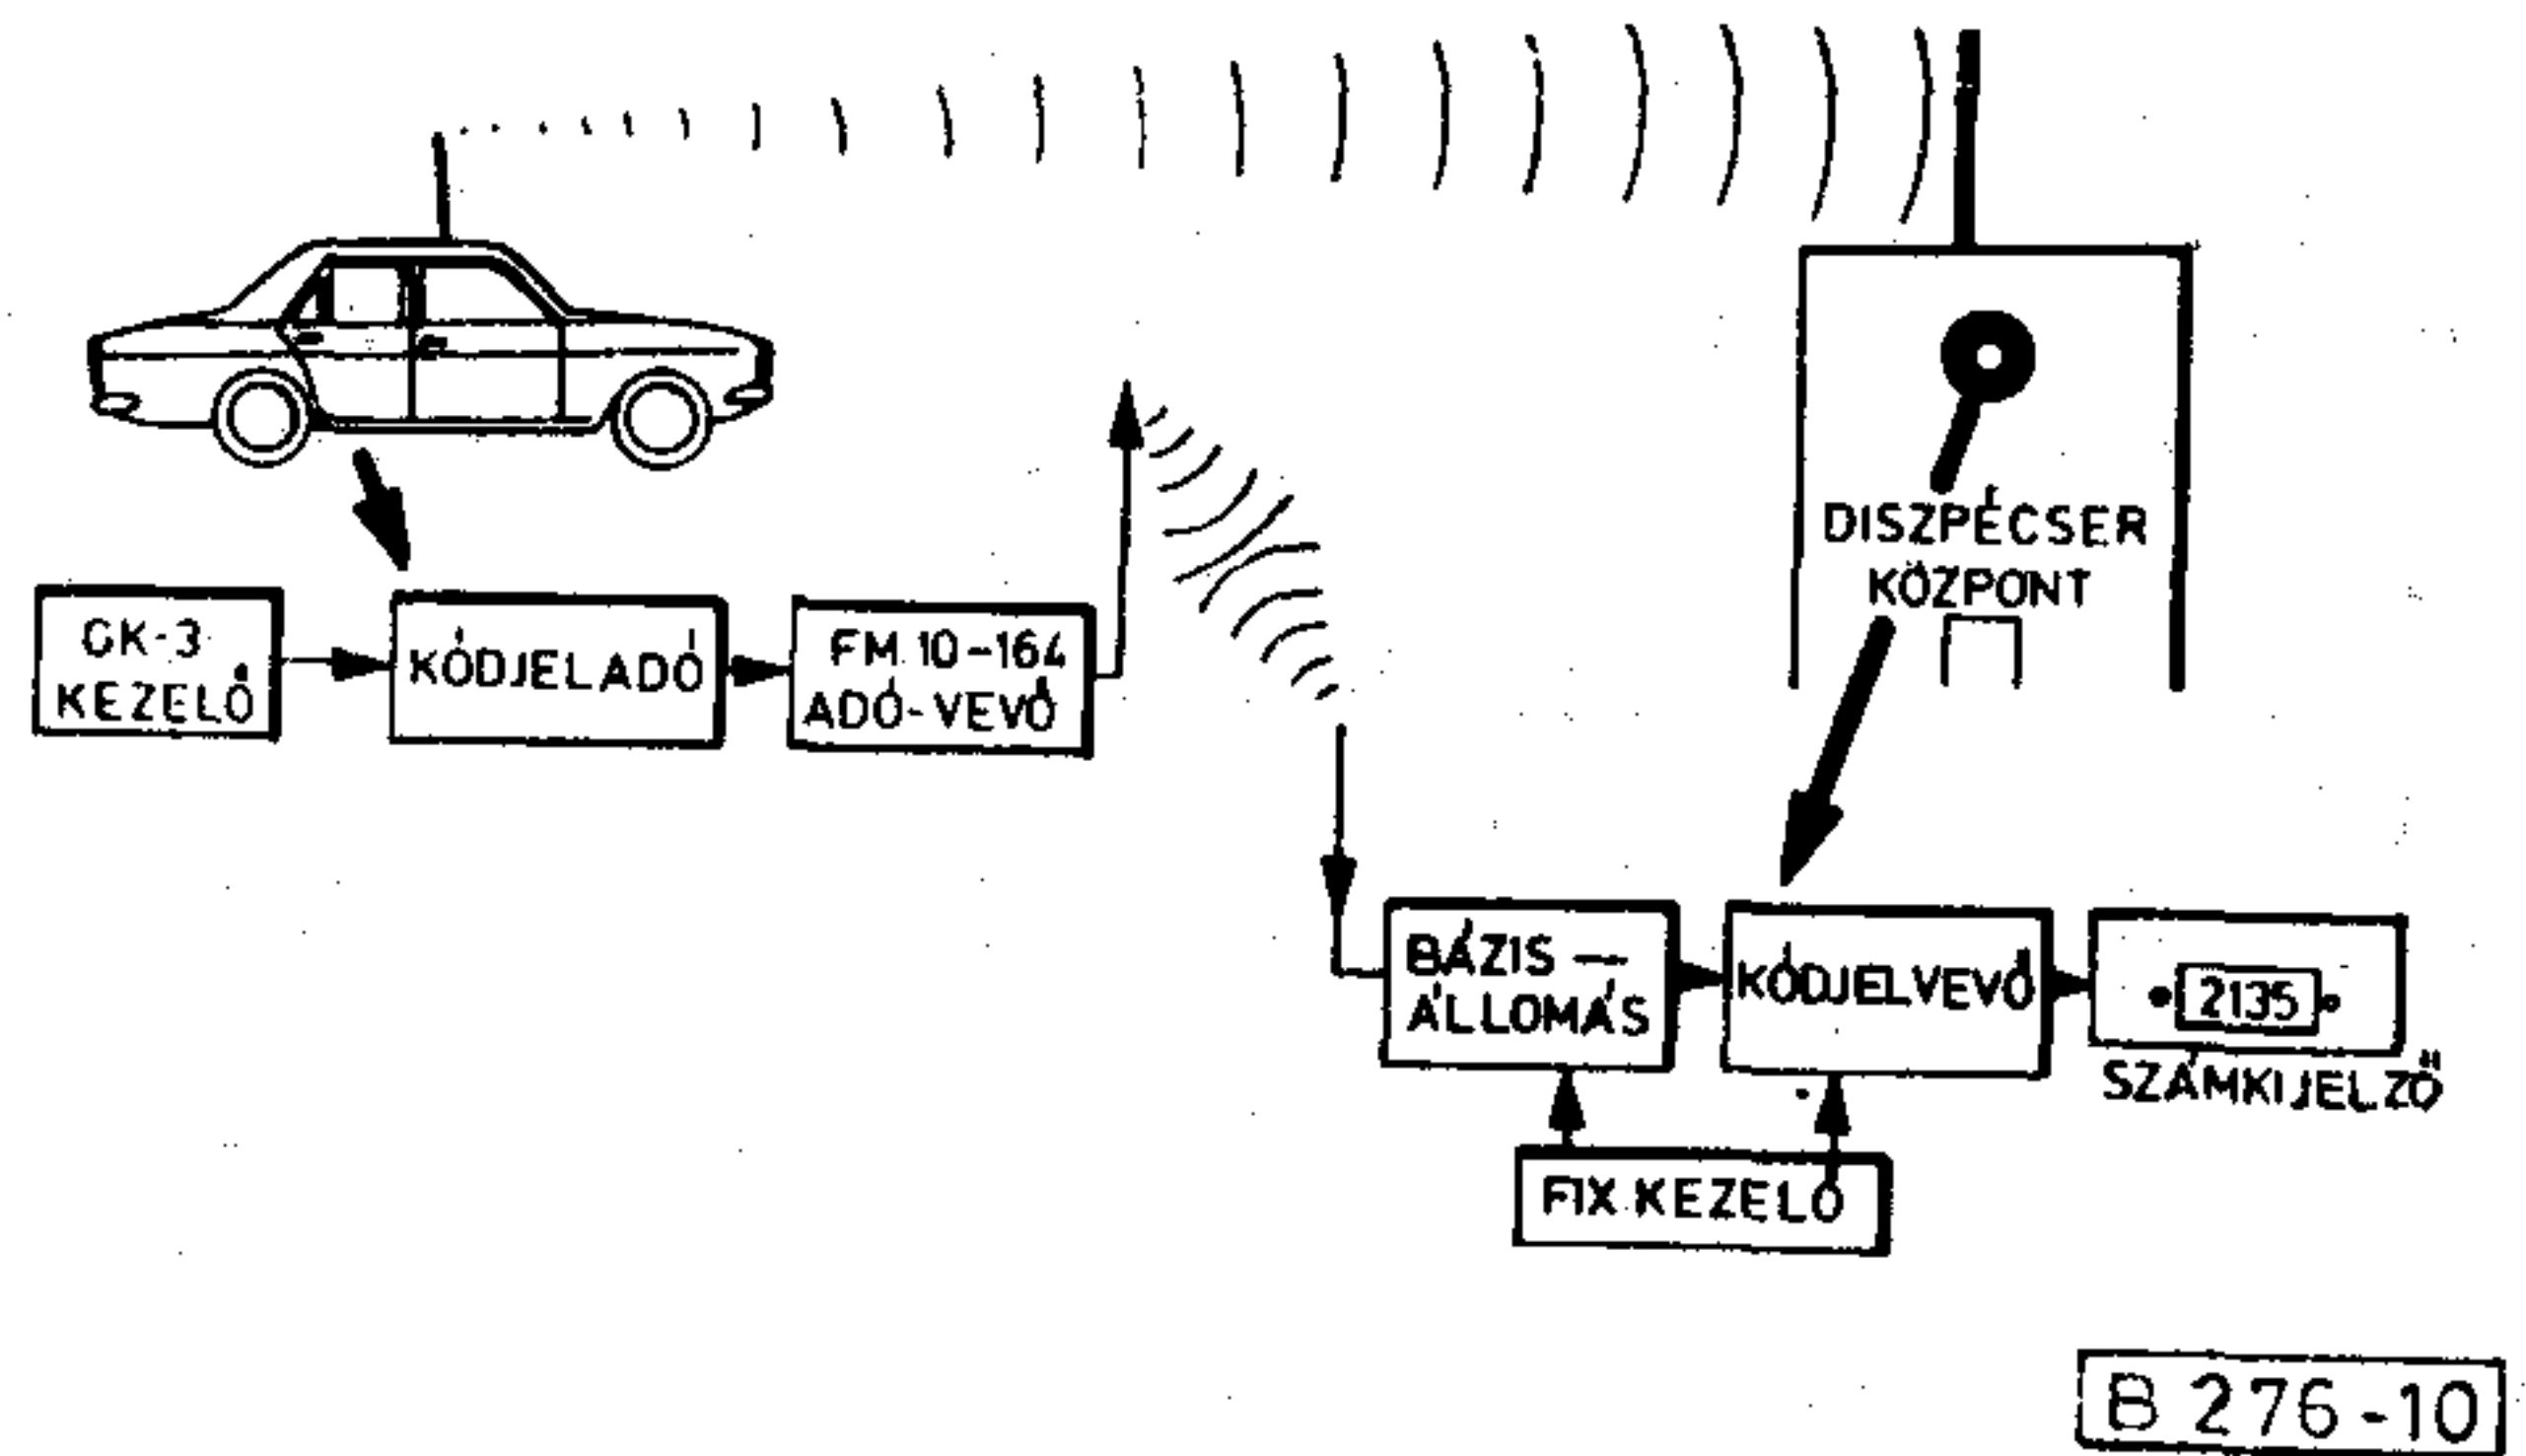 DISZPÉCSER
KÖZPONT
GK-3
KEZELŐ
KÓDJELADÓ
FM 10-164
ADÓ-VEVŐ
BÁZIS —
ÁLLOMÁS
KÓDJELVEVŐ
2135
SZÁMKIJELZŐ
FIX KEZELŐ
B 276-10